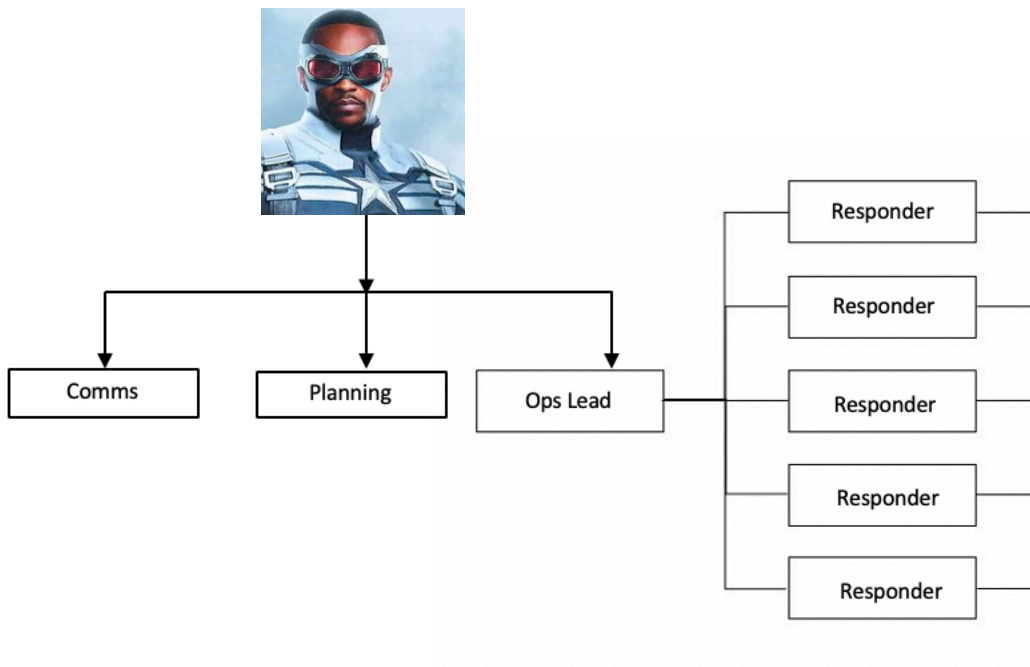 Responder
Responder
Comms
Planning
Ops Lead
Responder
Responder
Responder